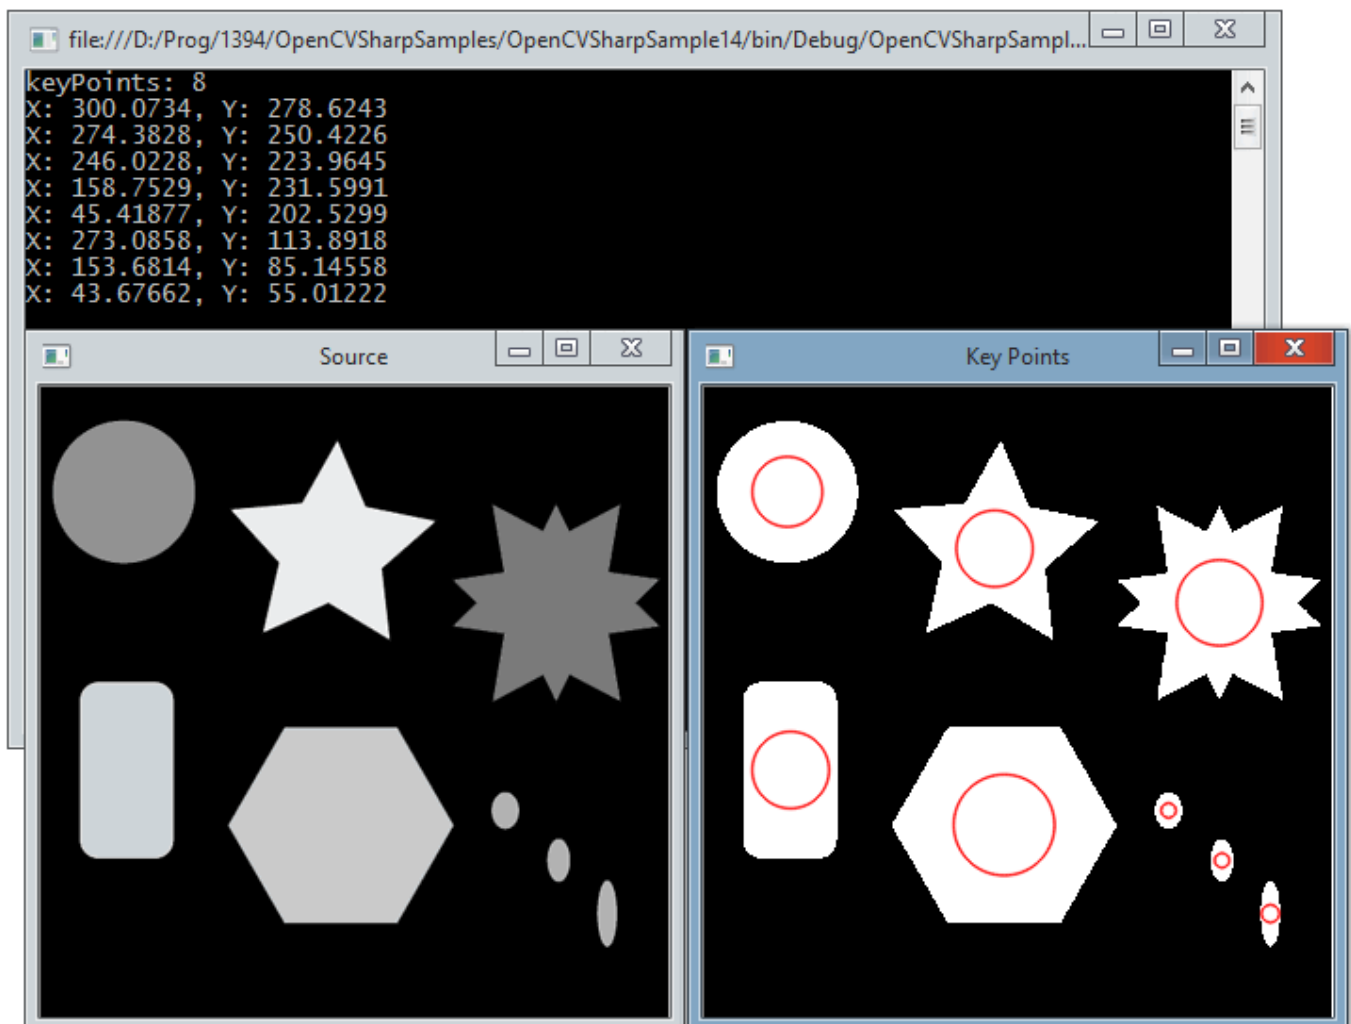 file:///D:/Prog/1394/OpenCVSharpSamples/OpenCVSharpSample14/bin/Debug/OpenCVSharpSampl...
keyPoints: 8
X: 300.0734, Y: 278.6243
X: 274.3828, Y: 250.4226
X: 246.0228, Y: 223.9645
X: 158.7529, Y: 231.5991
X: 45.41877, Y: 202.5299
X: 273.0858, Y: 113.8918
X: 153.6814, Y: 85.14558
X: 43.67662, Y: 55.01222
Source
Key Points